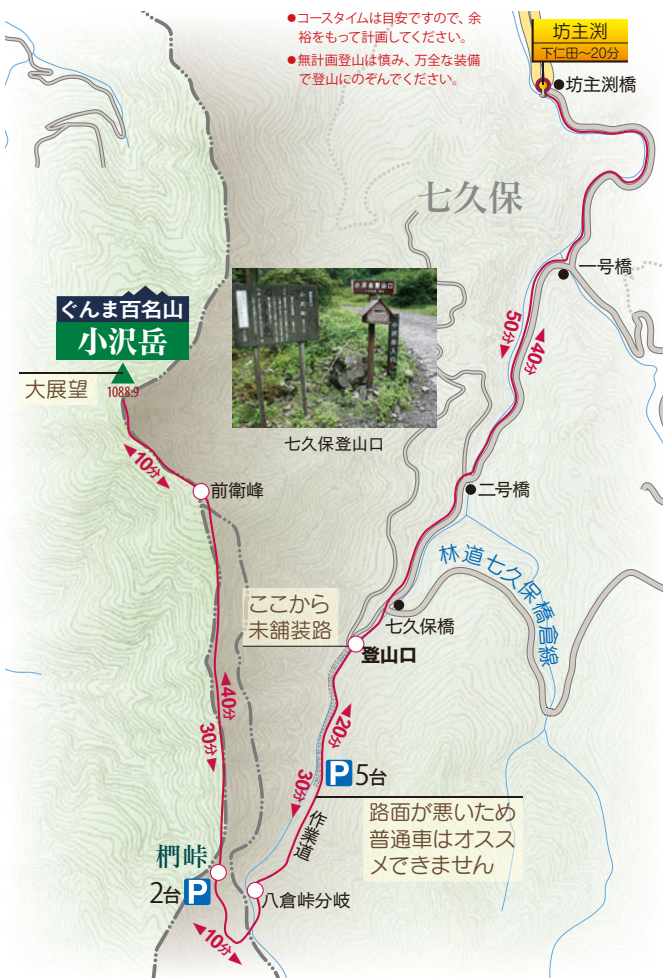 ●コースタイムは目安ですので、余
裕をもって計画してください。
●無計画登山は慎み、万全な装備
で登山にのぞんでください。
坊主渕
下仁田~20分
坊主渕橋
七久保
一号橋
ぐんま百名山
小沢岳
大展望
1088.9
小沢岳登山口
七久保登山口
50分
40分
10分
前衛峰
二号橋
林道七久保橋倉線
ここから
未舗装路
七久保橋
登山口
40分
30分
20分
30分
P 5台
作業道
路面が悪いため
普通車はオスス
メできません
椚峠
2台 P
八倉峠分岐
10分